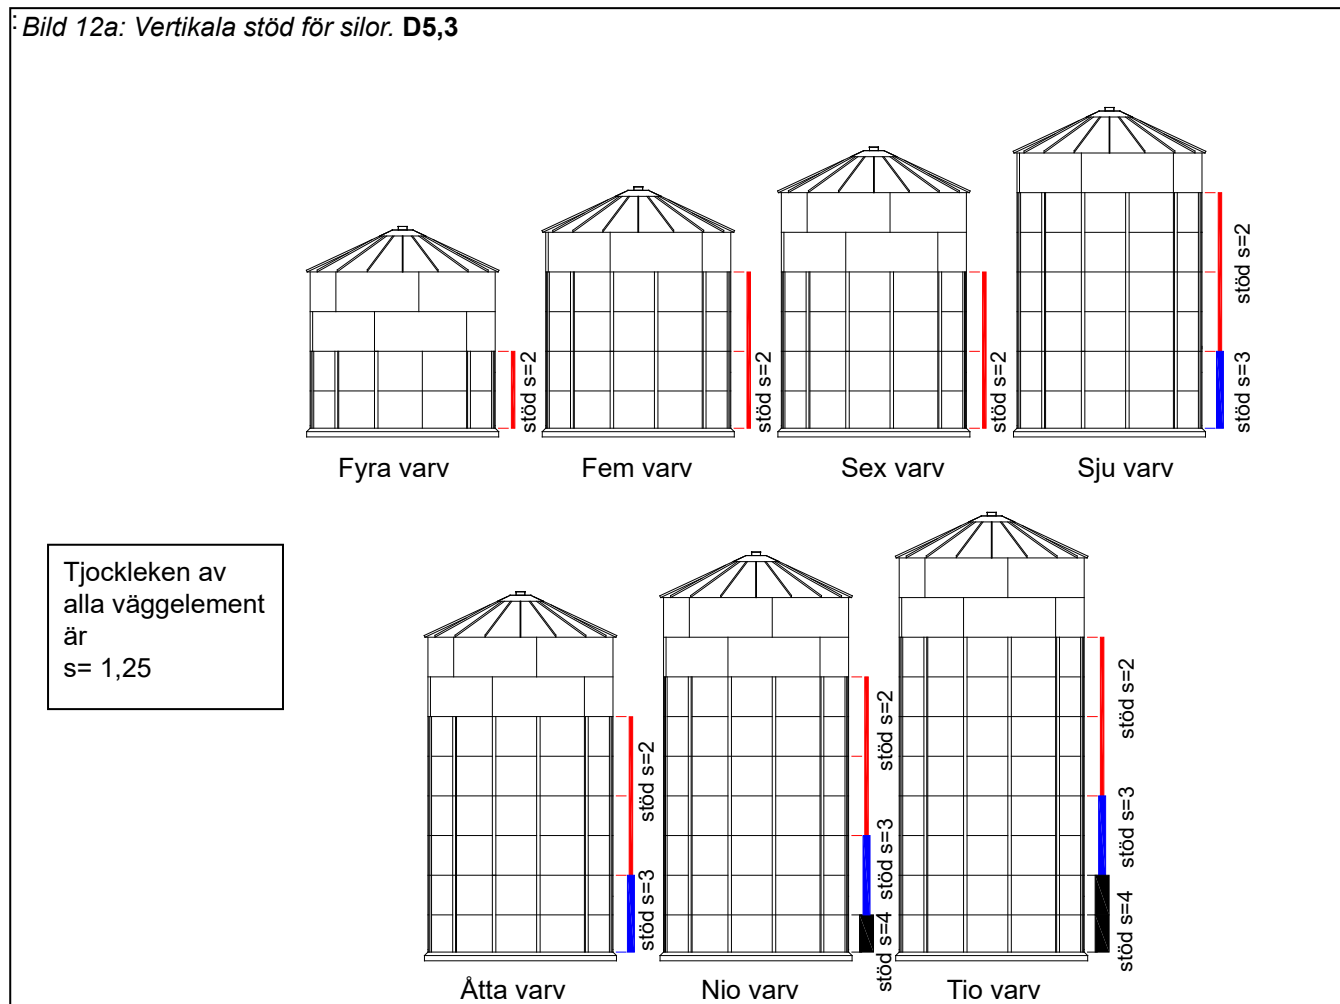 : Bild 12a: Vertikala stöd för silor. D5,3
stöd s=2
stöd s=2
stöd s=2
stöd s=2
stöd s=3
Fyra varv
Fem varv
Sex varv
Sju varv
Tjockleken av
alla väggelement
är
s= 1,25
stöd s=2
stöd s=3
stöd s=2
stöd s=3
stöd s=4
stöd s=2
stöd s=3
stöd s=4
Åtta varv
Nio varv
Tio varv